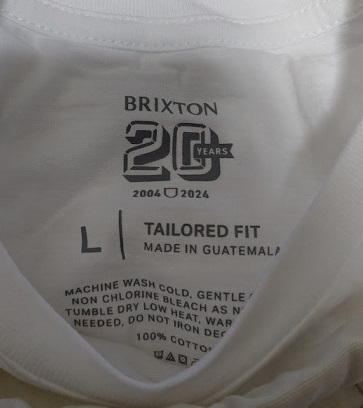 BRIXTON
20 YEARS
2004 2024
L TAILORED FIT
MADE IN GUATEMALA
MACHINE WASH COLD, GENTLE
NON CHLORINE BLEACH AS
TUMBLE DRY LOW HEAT,
NEEDED, DO NOT IRON
100%